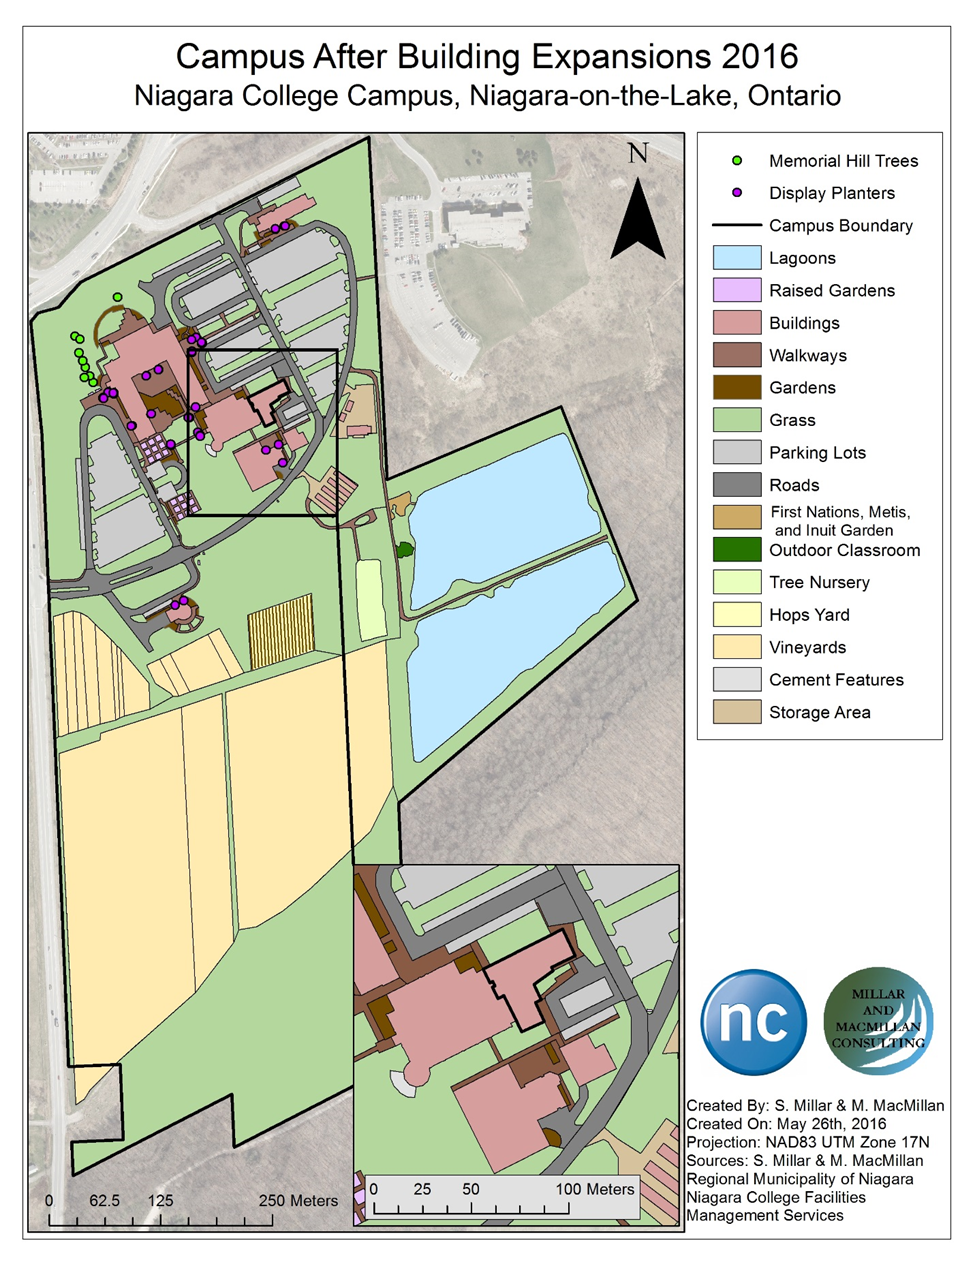 Campus After Building Expansions 2016
Niagara College Campus, Niagara-on-the-Lake, Ontario
N
Memorial Hill Trees
Display Planters
Campus Boundary
Lagoons
Raised Gardens
Buildings
Walkways
Gardens
Grass
Parking Lots
Roads
First Nations, Metis,
and Inuit Garden
Outdoor Classroom
Tree Nursery
Hops Yard
Vineyards
Cement Features
Storage Area
nc
MILLAR
AND
MACMILLAN
CONSULTING
Created By: S. Millar & M. MacMillan
Created On: May 26th, 2016
Projection: NAD83 UTM Zone 17N
Sources: S. Millar & M. MacMillan
Regional Municipality of Niagara
Niagara College Facilities
Management Services
0 62.5 125 250 Meters
0 25 50 100 Meters